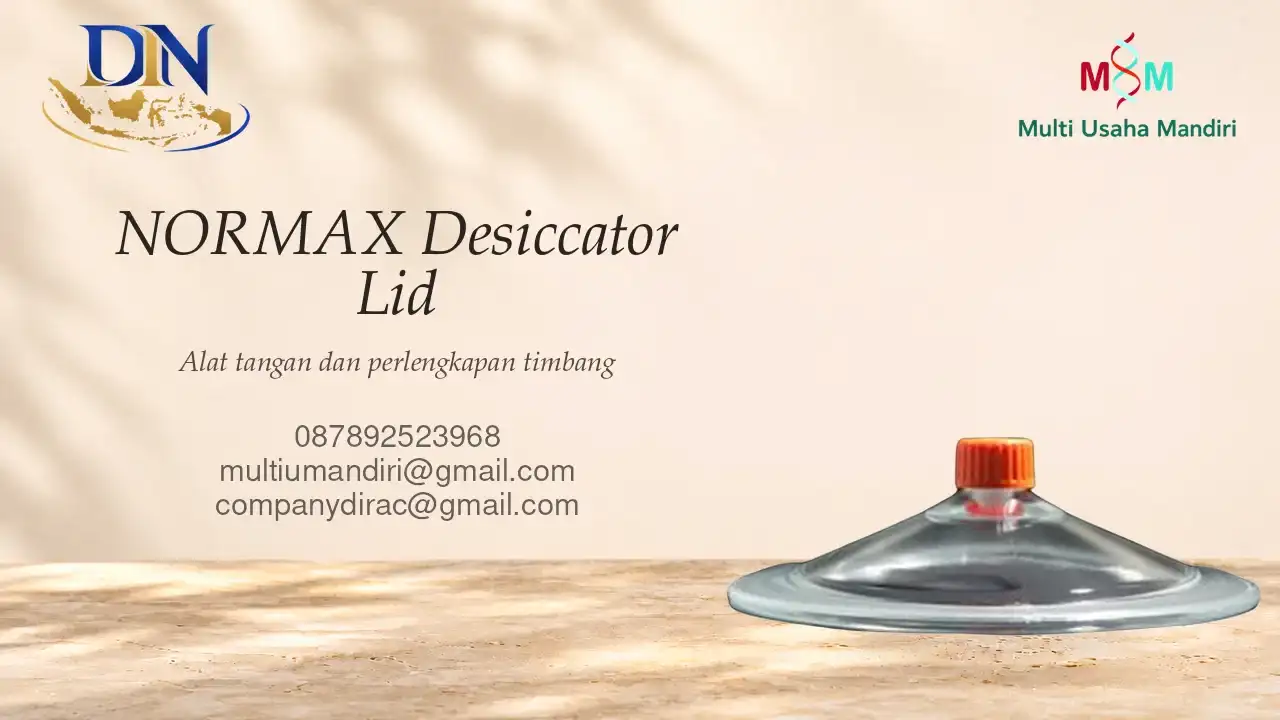 DIN
MSM
Multi Usaha Mandiri
NORMAX Desiccator
Lid
Alat tangan dan perlengkapan timbang
087892523968
multiumandiri@gmail.com
companydirac@gmail.com